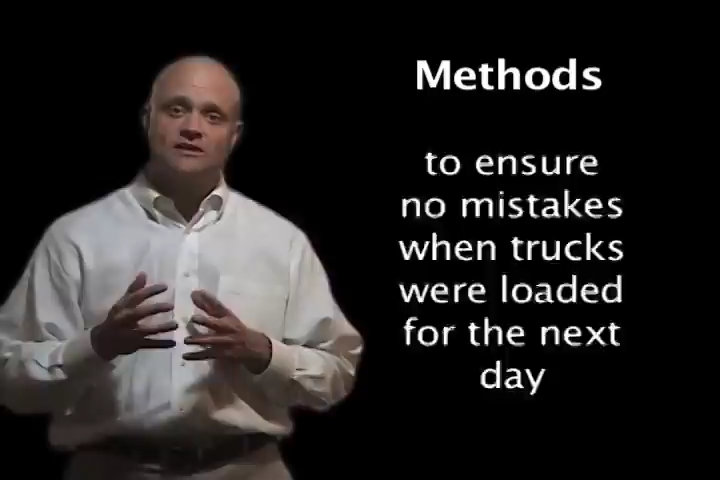 Methods
to ensure
no mistakes
when trucks
were loaded
for the next
day